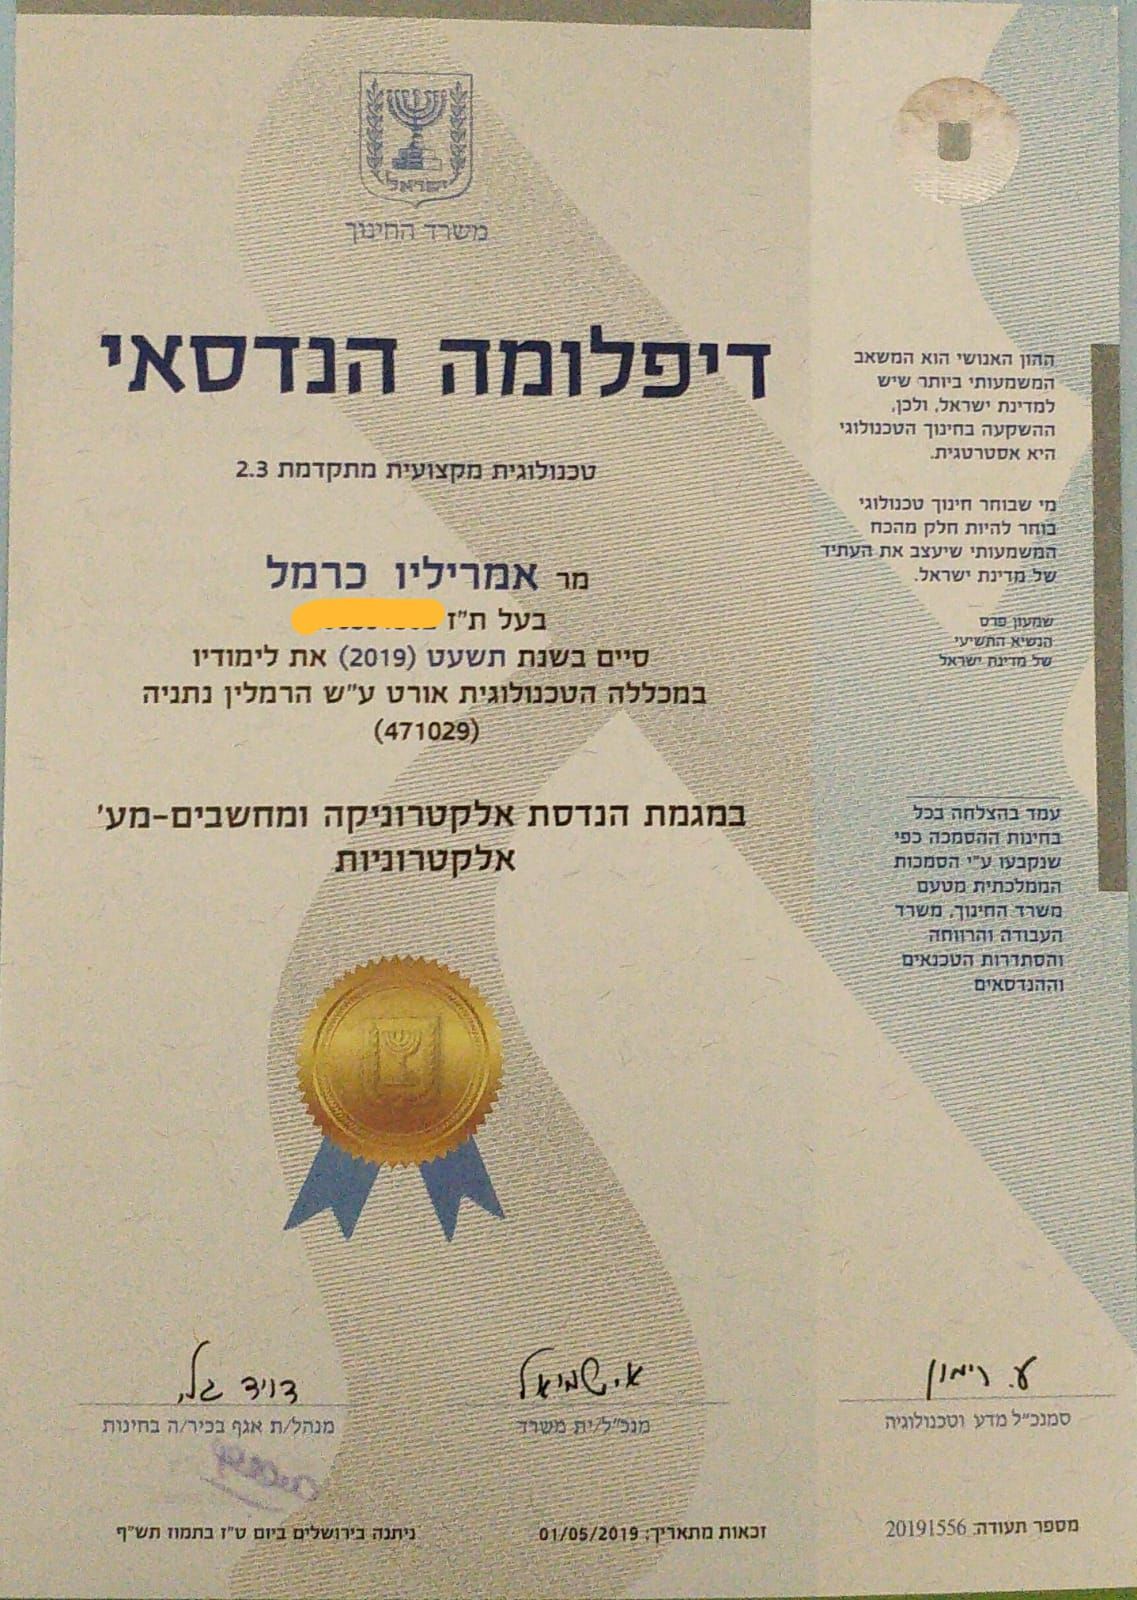 ישראל
משרד החינוך
דיפלומה הנדסאי
טכנולוגית מקצועית מתקדמת 2.3
מר אמריליו כרמל
בעל ת"ז
סיים בשנת תשעט (2019) את לימודיו
במכללה הטכנולוגית אורט ע"ש הרמלין נתניה
(471029)
במגמת הנדסת אלקטרוניקה ומחשבים-מע'
אלקטרוניות
ההון האנושי הוא המשאב
המשמעותי ביותר שיש
למדינת ישראל, ולכן,
ההשקעה בחינוך הטכנולוגי
היא אסטרטגית.
מי שבוחר חינוך טכנולוגי
בוחר להיות חלק מהכח
המשמעותי שיעצב את העתיד
של מדינת ישראל.
שמעון פרס
הנשיא התשיעי
של מדינת ישראל
עמד בהצלחה בכל
בחינות ההסמכה כפי
שנקבעו ע"י הסמכות
הממלכתית מטעם
משרד החינוך, משרד
העבודה והרווחה
והסתדרות הטכנאים
וההנדסאים
ע. רימון
סמנכ"ל מדע וטכנולוגיה
א. שמואל
מנכ"ל/ית משרד
דויד גל
מנהל/ת אגף בכיר/ה בחינות
מספר תעודה: 20191556
זכאות מתאריך: 01/05/2019
ניתנה בירושלים ביום ט"ז בתמוז תש"ף